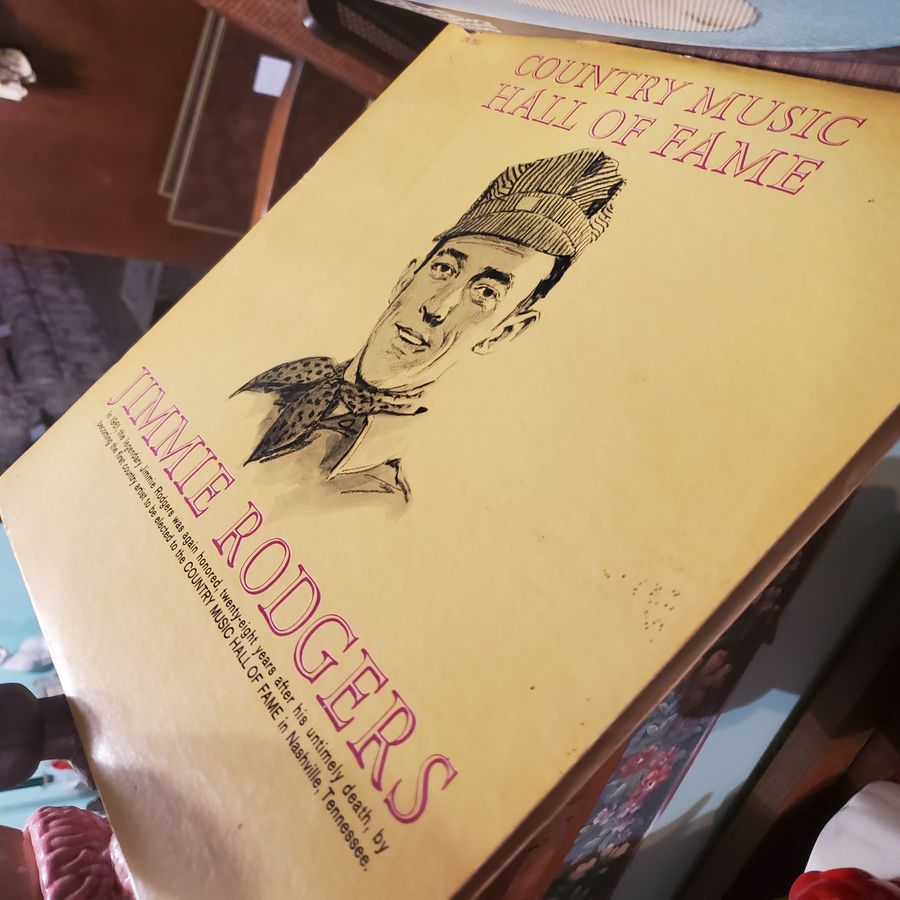 COUNTRY MUSIC
HALL OF FAME
JIMMIE RODGERS
In 1961, the legendary Jimmie Rodgers was again honored, twenty-eight years after his untimely death, by
becoming the first country artist to be elected to the COUNTRY MUSIC HALL OF FAME in Nashville, Tennessee.